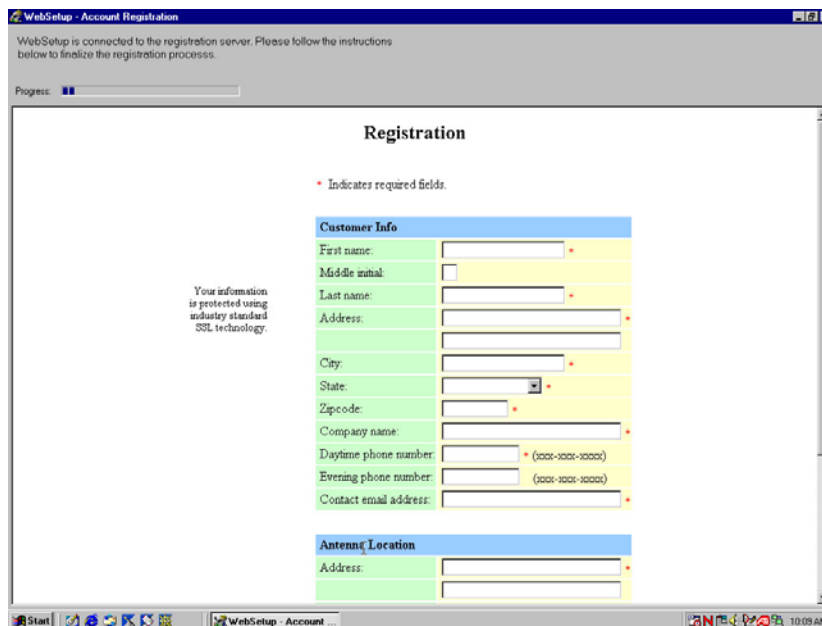 WebSetup - Account Registration
WebSetup is connected to the registration server. Please follow the instructions
below to finalize the registration processs.
Progress:
Registration
* Indicates required fields.
Your information
is protected using
industry standard
SSL technology.
Customer Info
First name: *
Middle initial:
Last name: *
Address: *
City: *
State: *
Zipcode: *
Company name: *
Daytime phone number: * (xxx-xxx-xxxx)
Evening phone number: (xxx-xxx-xxxx)
Contact email address: *
Antenna Location
Address: *
Start
WebSetup - Account ...
10:09 AM